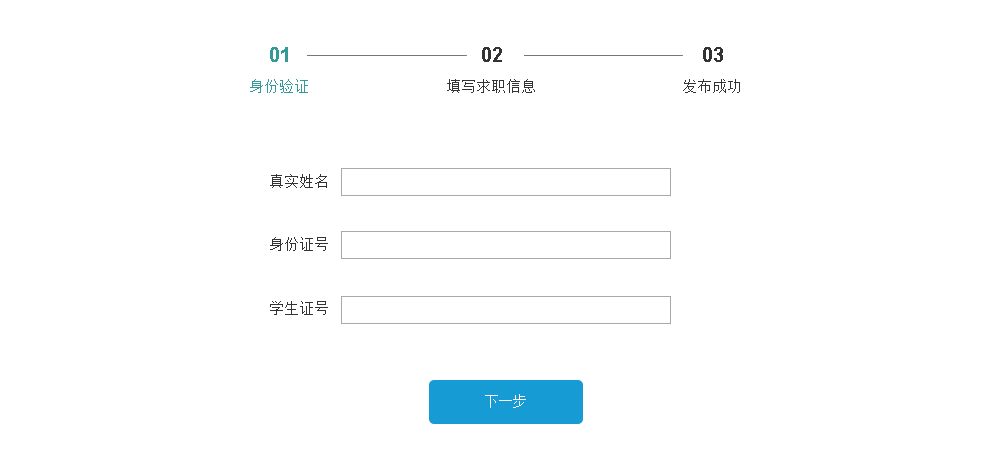 01 02 03
身份验证 填写求职信息 发布成功
真实姓名
身份证号
学生证号
下一步